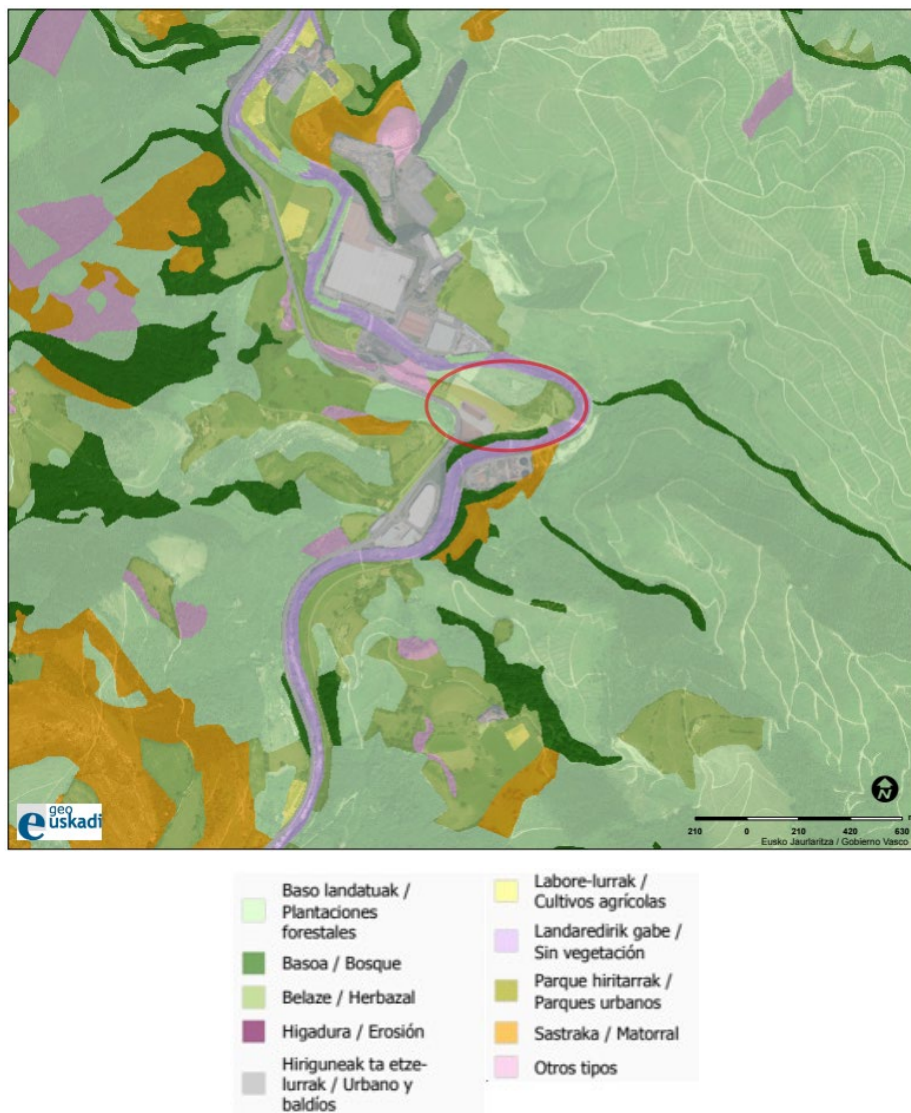 geo
euskadi
N
210 0 210 420 630
Eusko Jaurlaritza / Gobierno Vasco
Baso landatuak /
Plantaciones
forestales
Basoa / Bosque
Belaze / Herbazal
Higadura / Erosión
Hiriguneak ta etze-
lurrak / Urbano y
baldíos
Labore-lurrak /
Cultivos agrícolas
Landaredirik gabe /
Sin vegetación
Parque hiritarrak /
Parques urbanos
Sastraka / Matorral
Otros tipos